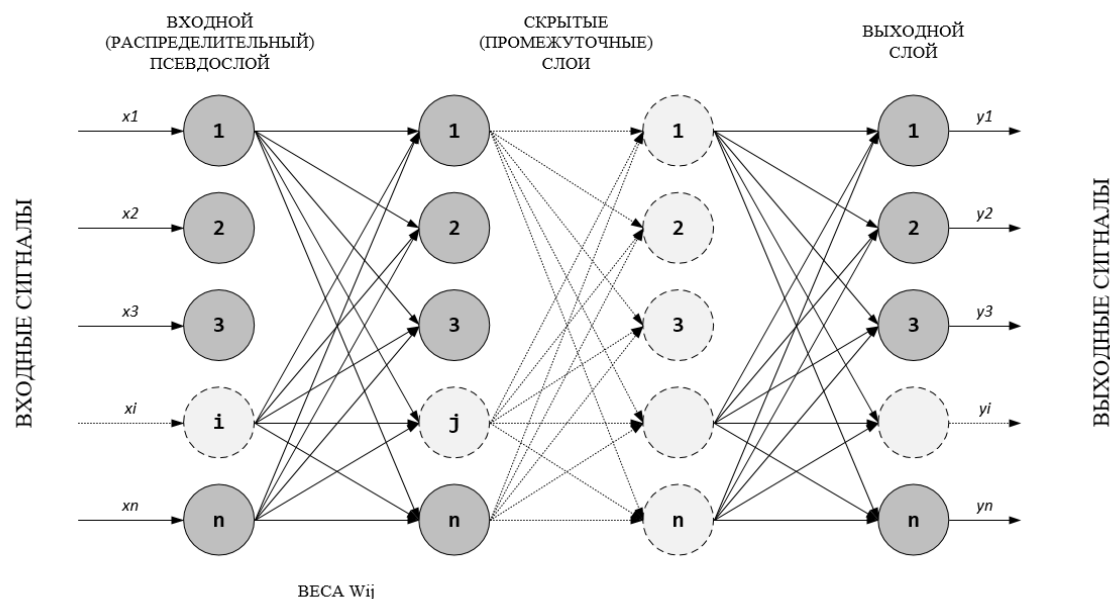 ВХОДНОЙ
(РАСПРЕДЕЛИТЕЛЬНЫЙ)
ПСЕВДОСЛОЙ
СКРЫТЫЕ
(ПРОМЕЖУТОЧНЫЕ)
СЛОИ
ВЫХОДНОЙ
СЛОЙ
ВХОДНЫЕ СИГНАЛЫ
x1 1 1 1 1 y1
x2 2 2 2 2 y2
x3 3 3 3 3 y3
xi i j yi
xn n n n n yn
ВЫХОДНЫЕ СИГНАЛЫ
ВЕСА Wij